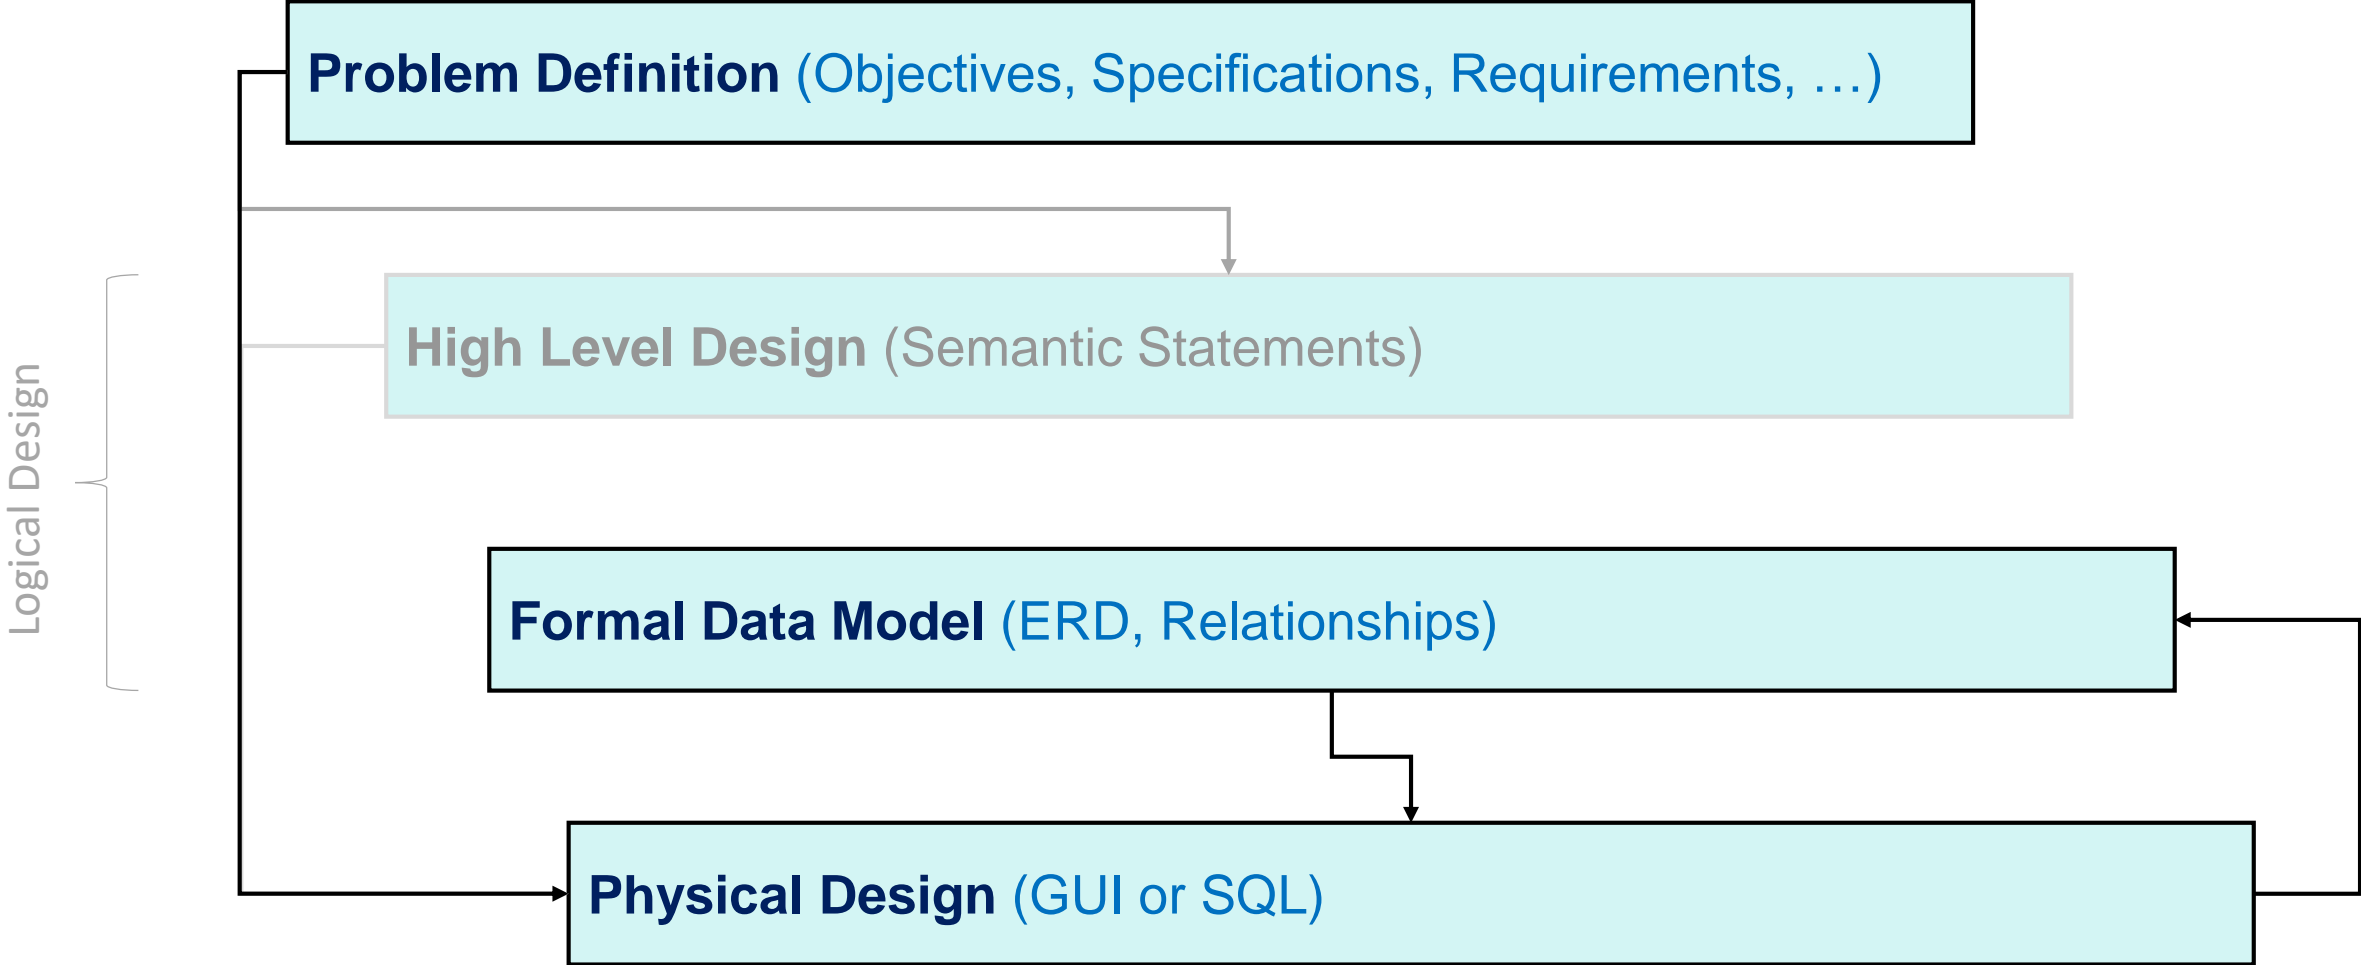 Problem Definition (Objectives, Specifications, Requirements, …)
High Level Design (Semantic Statements)
Logical Design
Formal Data Model (ERD, Relationships)
Physical Design (GUI or SQL)